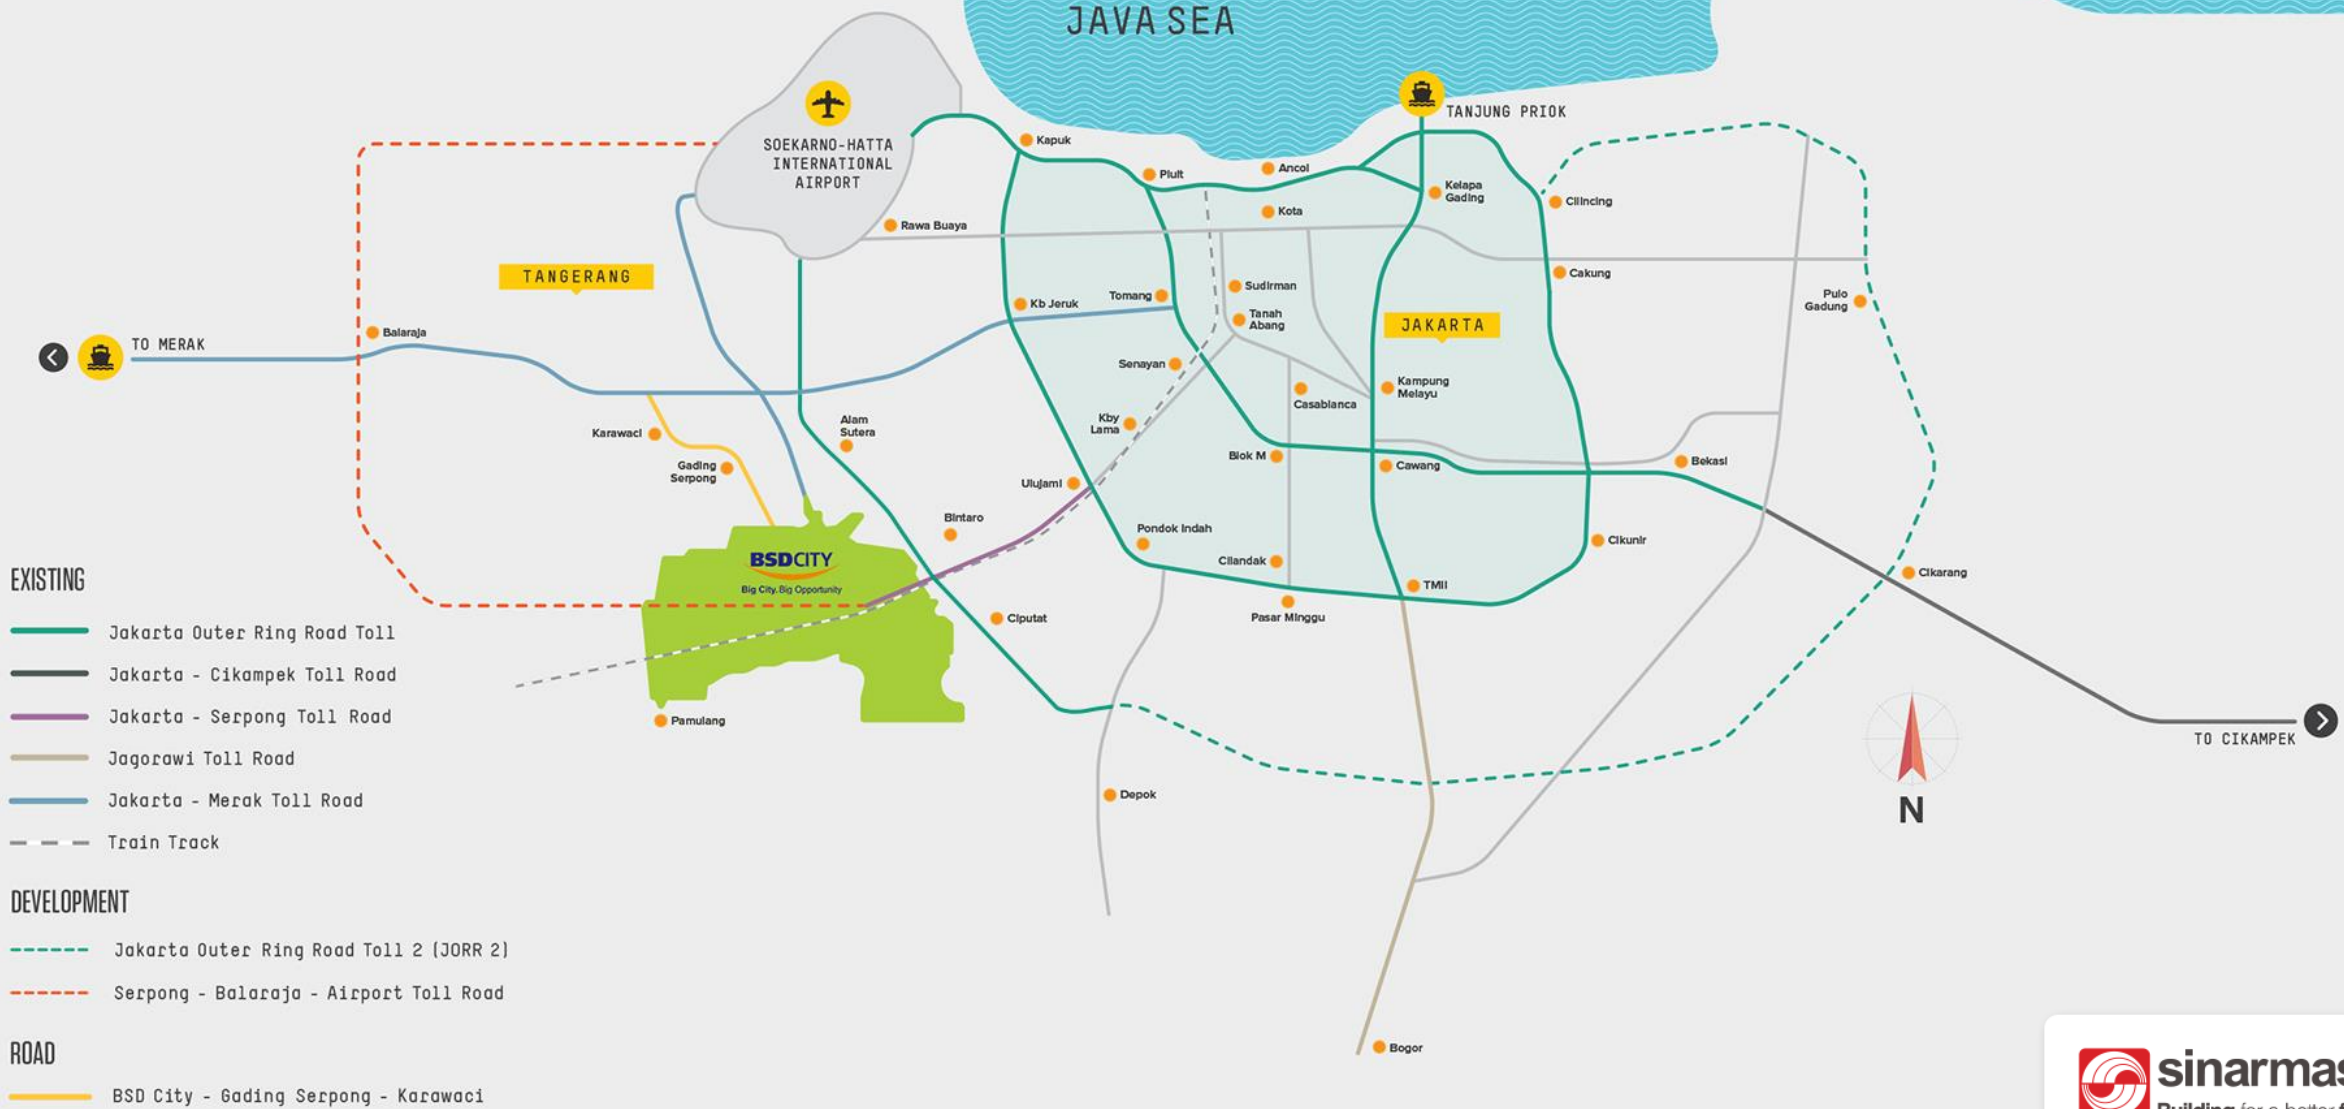 JAVA SEA
TANJUNG PRIOK
SOEKARNO-HATTA
INTERNATIONAL
AIRPORT
Kapuk
Pluit
Ancol
Kelapa
Gading
Kota
Cilincing
Rawa Buaya
TANGERANG
Cakung
Sudirman
Tomang
Kb Jeruk
Pulo
Gadung
Tanah
Abang
JAKARTA
Balaraja
TO MERAK
Senayan
Kampung
Melayu
Casablanca
Alam
Sutera
Kby
Lama
Karawaci
Blok M
Cawang
Bekasi
Gading
Serpong
Ulujami
Bintaro
Pondok Indah
Cikunir
BSDCITY
Big City. Big Opportunity
Cilandak
TMII
Cikarang
Pasar Minggu
Ciputat
Pamulang
TO CIKAMPEK
Depok
N
Bogor
EXISTING
Jakarta Outer Ring Road Toll
Jakarta - Cikampek Toll Road
Jakarta - Serpong Toll Road
Jagorawi Toll Road
Jakarta - Merak Toll Road
Train Track
DEVELOPMENT
Jakarta Outer Ring Road Toll 2 (JORR 2)
Serpong - Balaraja - Airport Toll Road
ROAD
BSD City - Gading Serpong - Karawaci
sinarmas
Building for a better